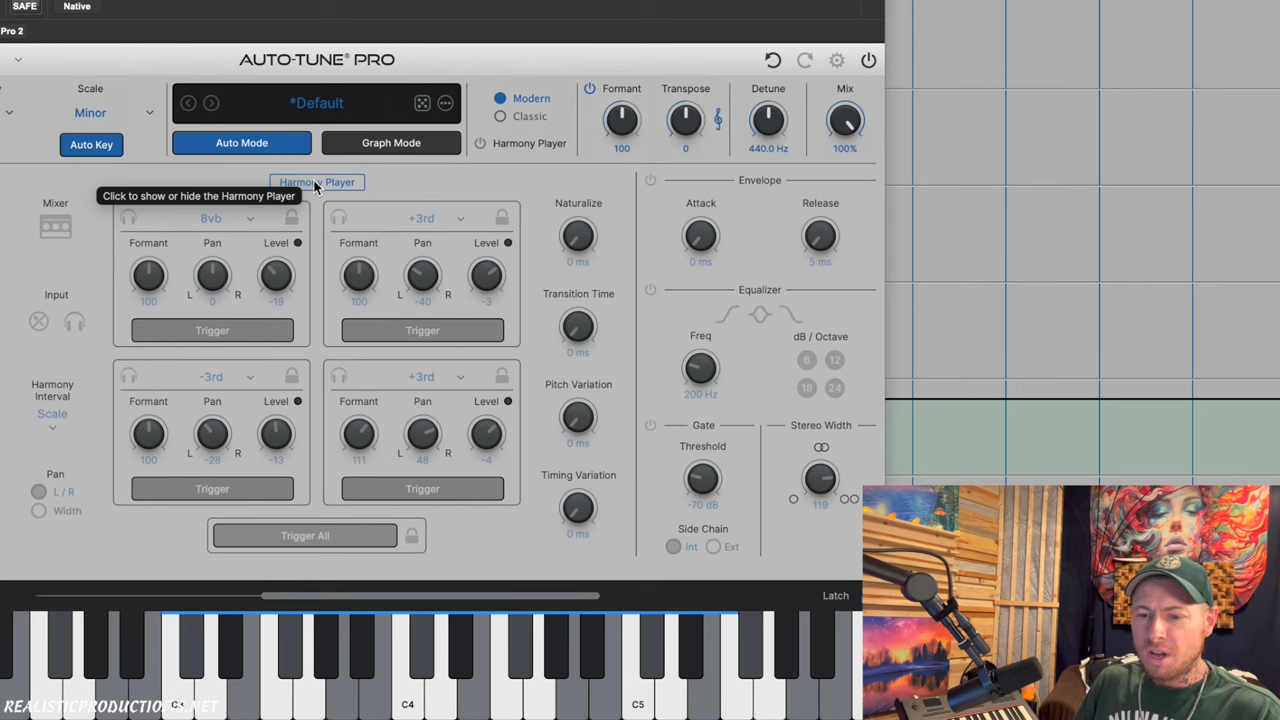 SAFE Native
Pro 2
AUTO-TUNE® PRO
Scale
Minor
Auto Key
*Default
Auto Mode Graph Mode
Modern
Classic
Harmony Player
Formant Transpose Detune Mix
100 0 440.0 Hz 100%
Harmony Player
Click to show or hide the Harmony Player
Mixer
Input
Harmony
Interval
Scale
Pan
L / R
Width
8vb
Formant Pan Level
L R
100 0 -19
Trigger
+3rd
Formant Pan Level
L R
100 -40 -3
Trigger
-3rd
Formant Pan Level
L R
100 -28 -13
Trigger
+3rd
Formant Pan Level
L R
111 48 -4
Trigger
Trigger All
Naturalize
0 ms
Transition Time
0 ms
Pitch Variation
0 ms
Timing Variation
0 ms
Envelope
Attack Release
0 ms 5 ms
Equalizer
Freq dB / Octave
6 12
18 24
200 Hz
Gate Stereo Width
Threshold
-70 dB 119
Side Chain
Int Ext
Latch
C4 C5
REALISTICPRODUCTIONS.NET